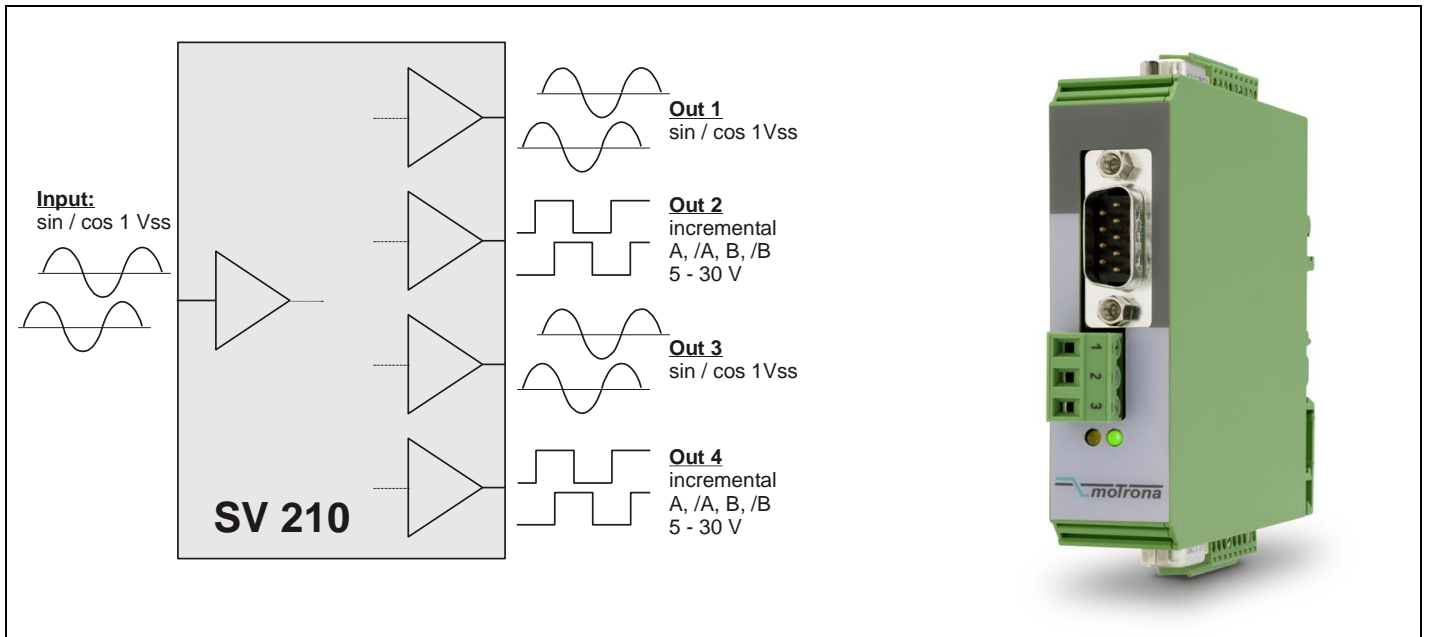 Input:
sin / cos 1 Vss
SV 210
Out 1
sin / cos 1Vss
Out 2
incremental
A, /A, B, /B
5 - 30 V
Out 3
sin / cos 1Vss
Out 4
incremental
A, /A, B, /B
5 - 30 V
1
2
3
motrona